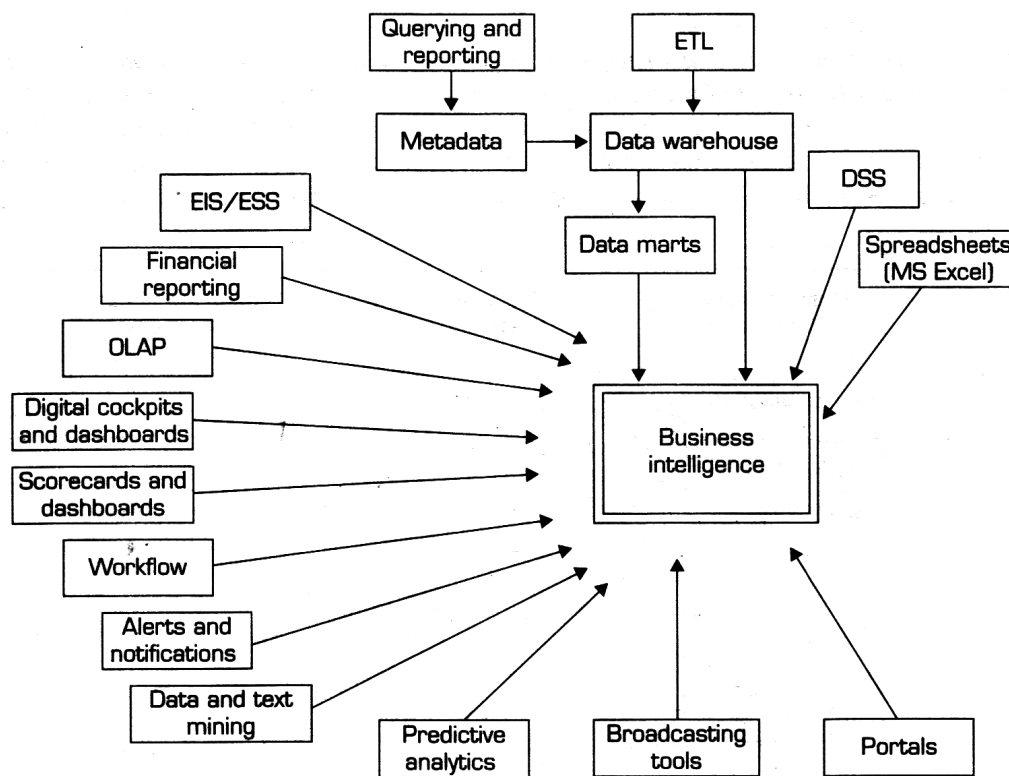 Querying and
reporting
ETL
Metadata
Data warehouse
DSS
EIS/ESS
Data marts
Spreadsheets
(MS Excel)
Financial
reporting
OLAP
Digital cockpits
and dashboards
Business
intelligence
Scorecards and
dashboards
Workflow
Alerts and
notifications
Data and text
mining
Predictive
analytics
Broadcasting
tools
Portals